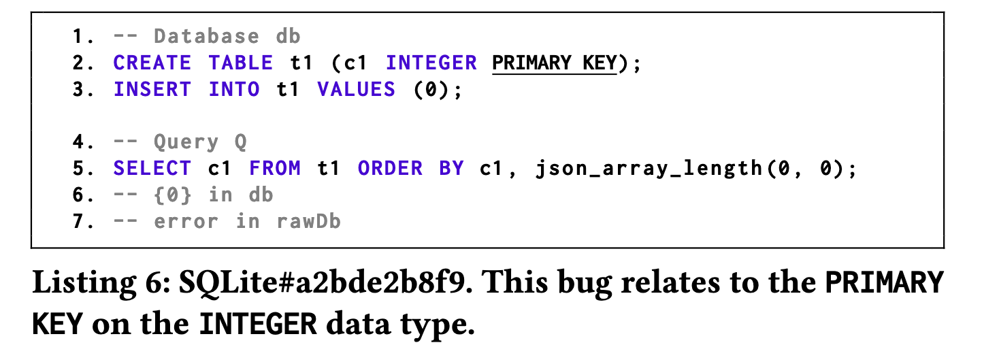 1. -- Database db
2. CREATE TABLE t1 (c1 INTEGER PRIMARY KEY);
3. INSERT INTO t1 VALUES (0);
4. -- Query Q
5. SELECT c1 FROM t1 ORDER BY c1, json_array_length(0, 0);
6. -- {0} in db
7. -- error in rawDb
Listing 6: SQLite#a2bde2b8f9. This bug relates to the PRIMARY
KEY on the INTEGER data type.